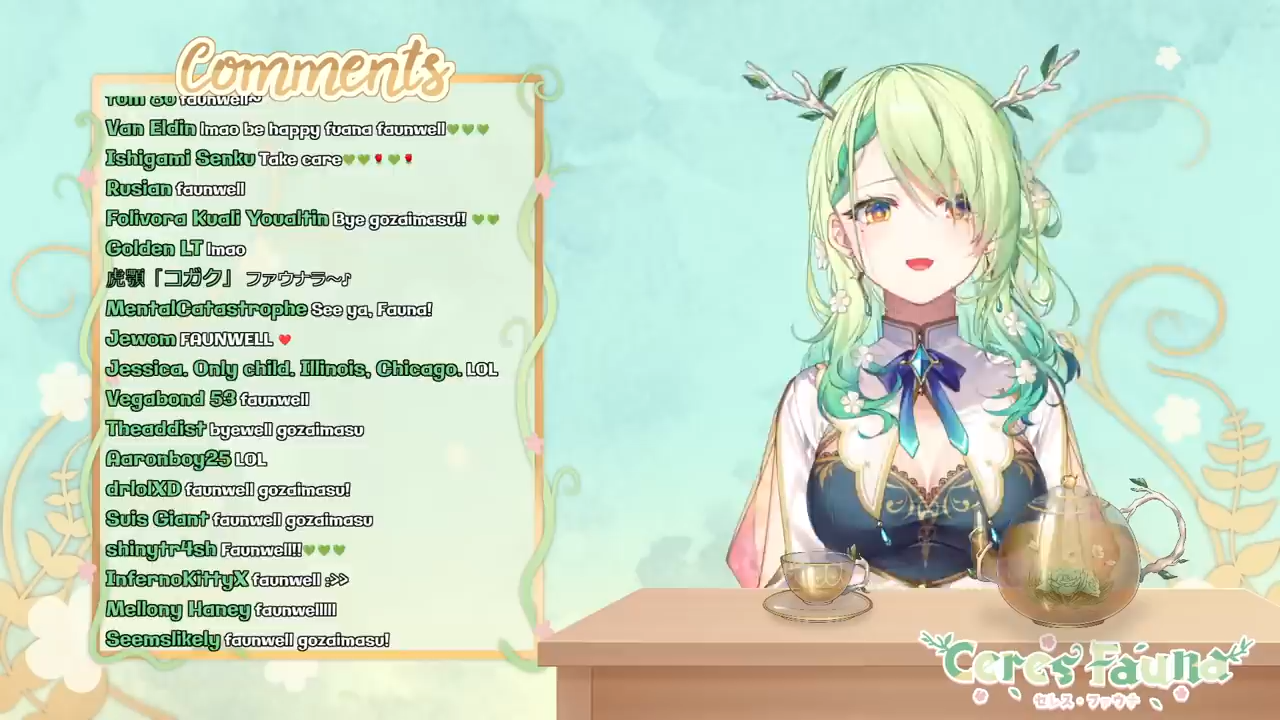 Comments
Tom 80 faunwell~
Van Eldin lmao be happy fuana faunwell💚💚💚
Ishigami Senku Take care💚💚🌹💚🌹
Rusian faunwell
Folivora Kuali Youaltin Bye gozaimasu!! 💚💚
Golden LT lmao
虎顎「コガク」 ファウナラ〜♪
MentalCatastrophe See ya, Fauna!
Jewom FAUNWELL ❤️
Jessica. Only child. Illinois, Chicago. LOL
Vegabond 53 faunwell
Theaddist byewell gozaimasu
Aaronboy25 LOL
drlolXD faunwell gozaimasu!
Suis Giant faunwell gozaimasu
shinytr4sh Faunwell!!💚💚💚
InfernoKittyX faunwell :>>
Mellony Haney faunwelllll
Seemslikely faunwell gozaimasu!
Ceres Fauna
セレス・ファウナ